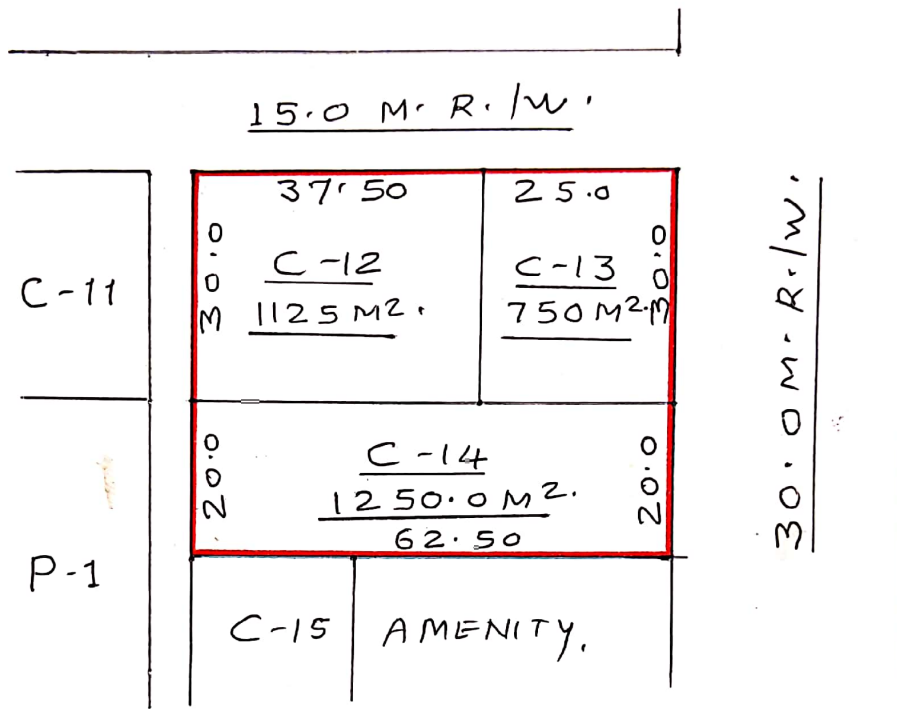 15.0 M. R. /W.
37.50
25.0
30.0
C-12
1125 M².
C-13
750 M².
30.0
C-11
30.0 M. R. /W.
20.0
C-14
1250.0 M².
62.50
20.0
P-1
C-15
AMENITY.